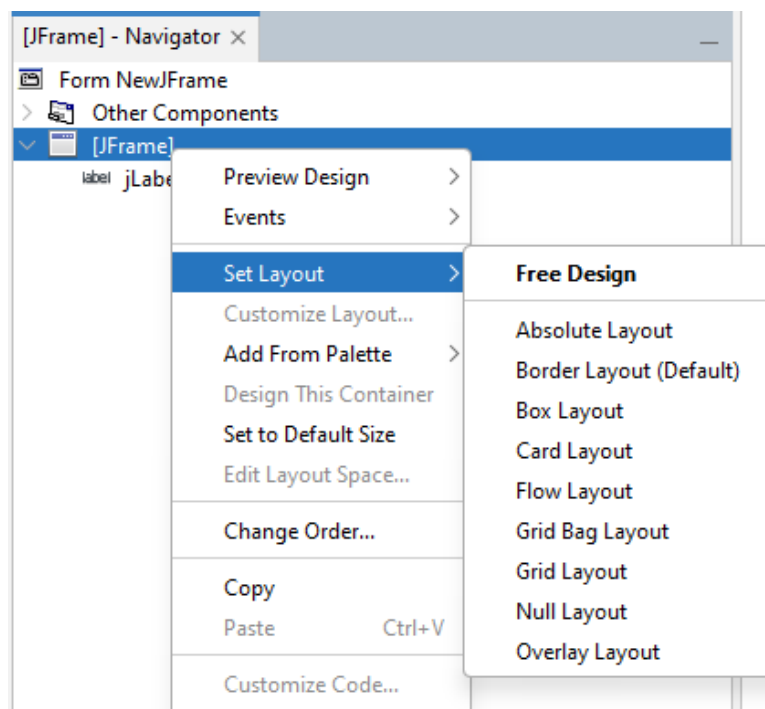 [JFrame] - Navigator
Form NewJFrame
Other Components
[JFrame]
label jLabe
Preview Design
Events
Set Layout
Customize Layout...
Add From Palette
Design This Container
Set to Default Size
Edit Layout Space...
Change Order...
Copy
Paste Ctrl+V
Customize Code...
Free Design
Absolute Layout
Border Layout (Default)
Box Layout
Card Layout
Flow Layout
Grid Bag Layout
Grid Layout
Null Layout
Overlay Layout